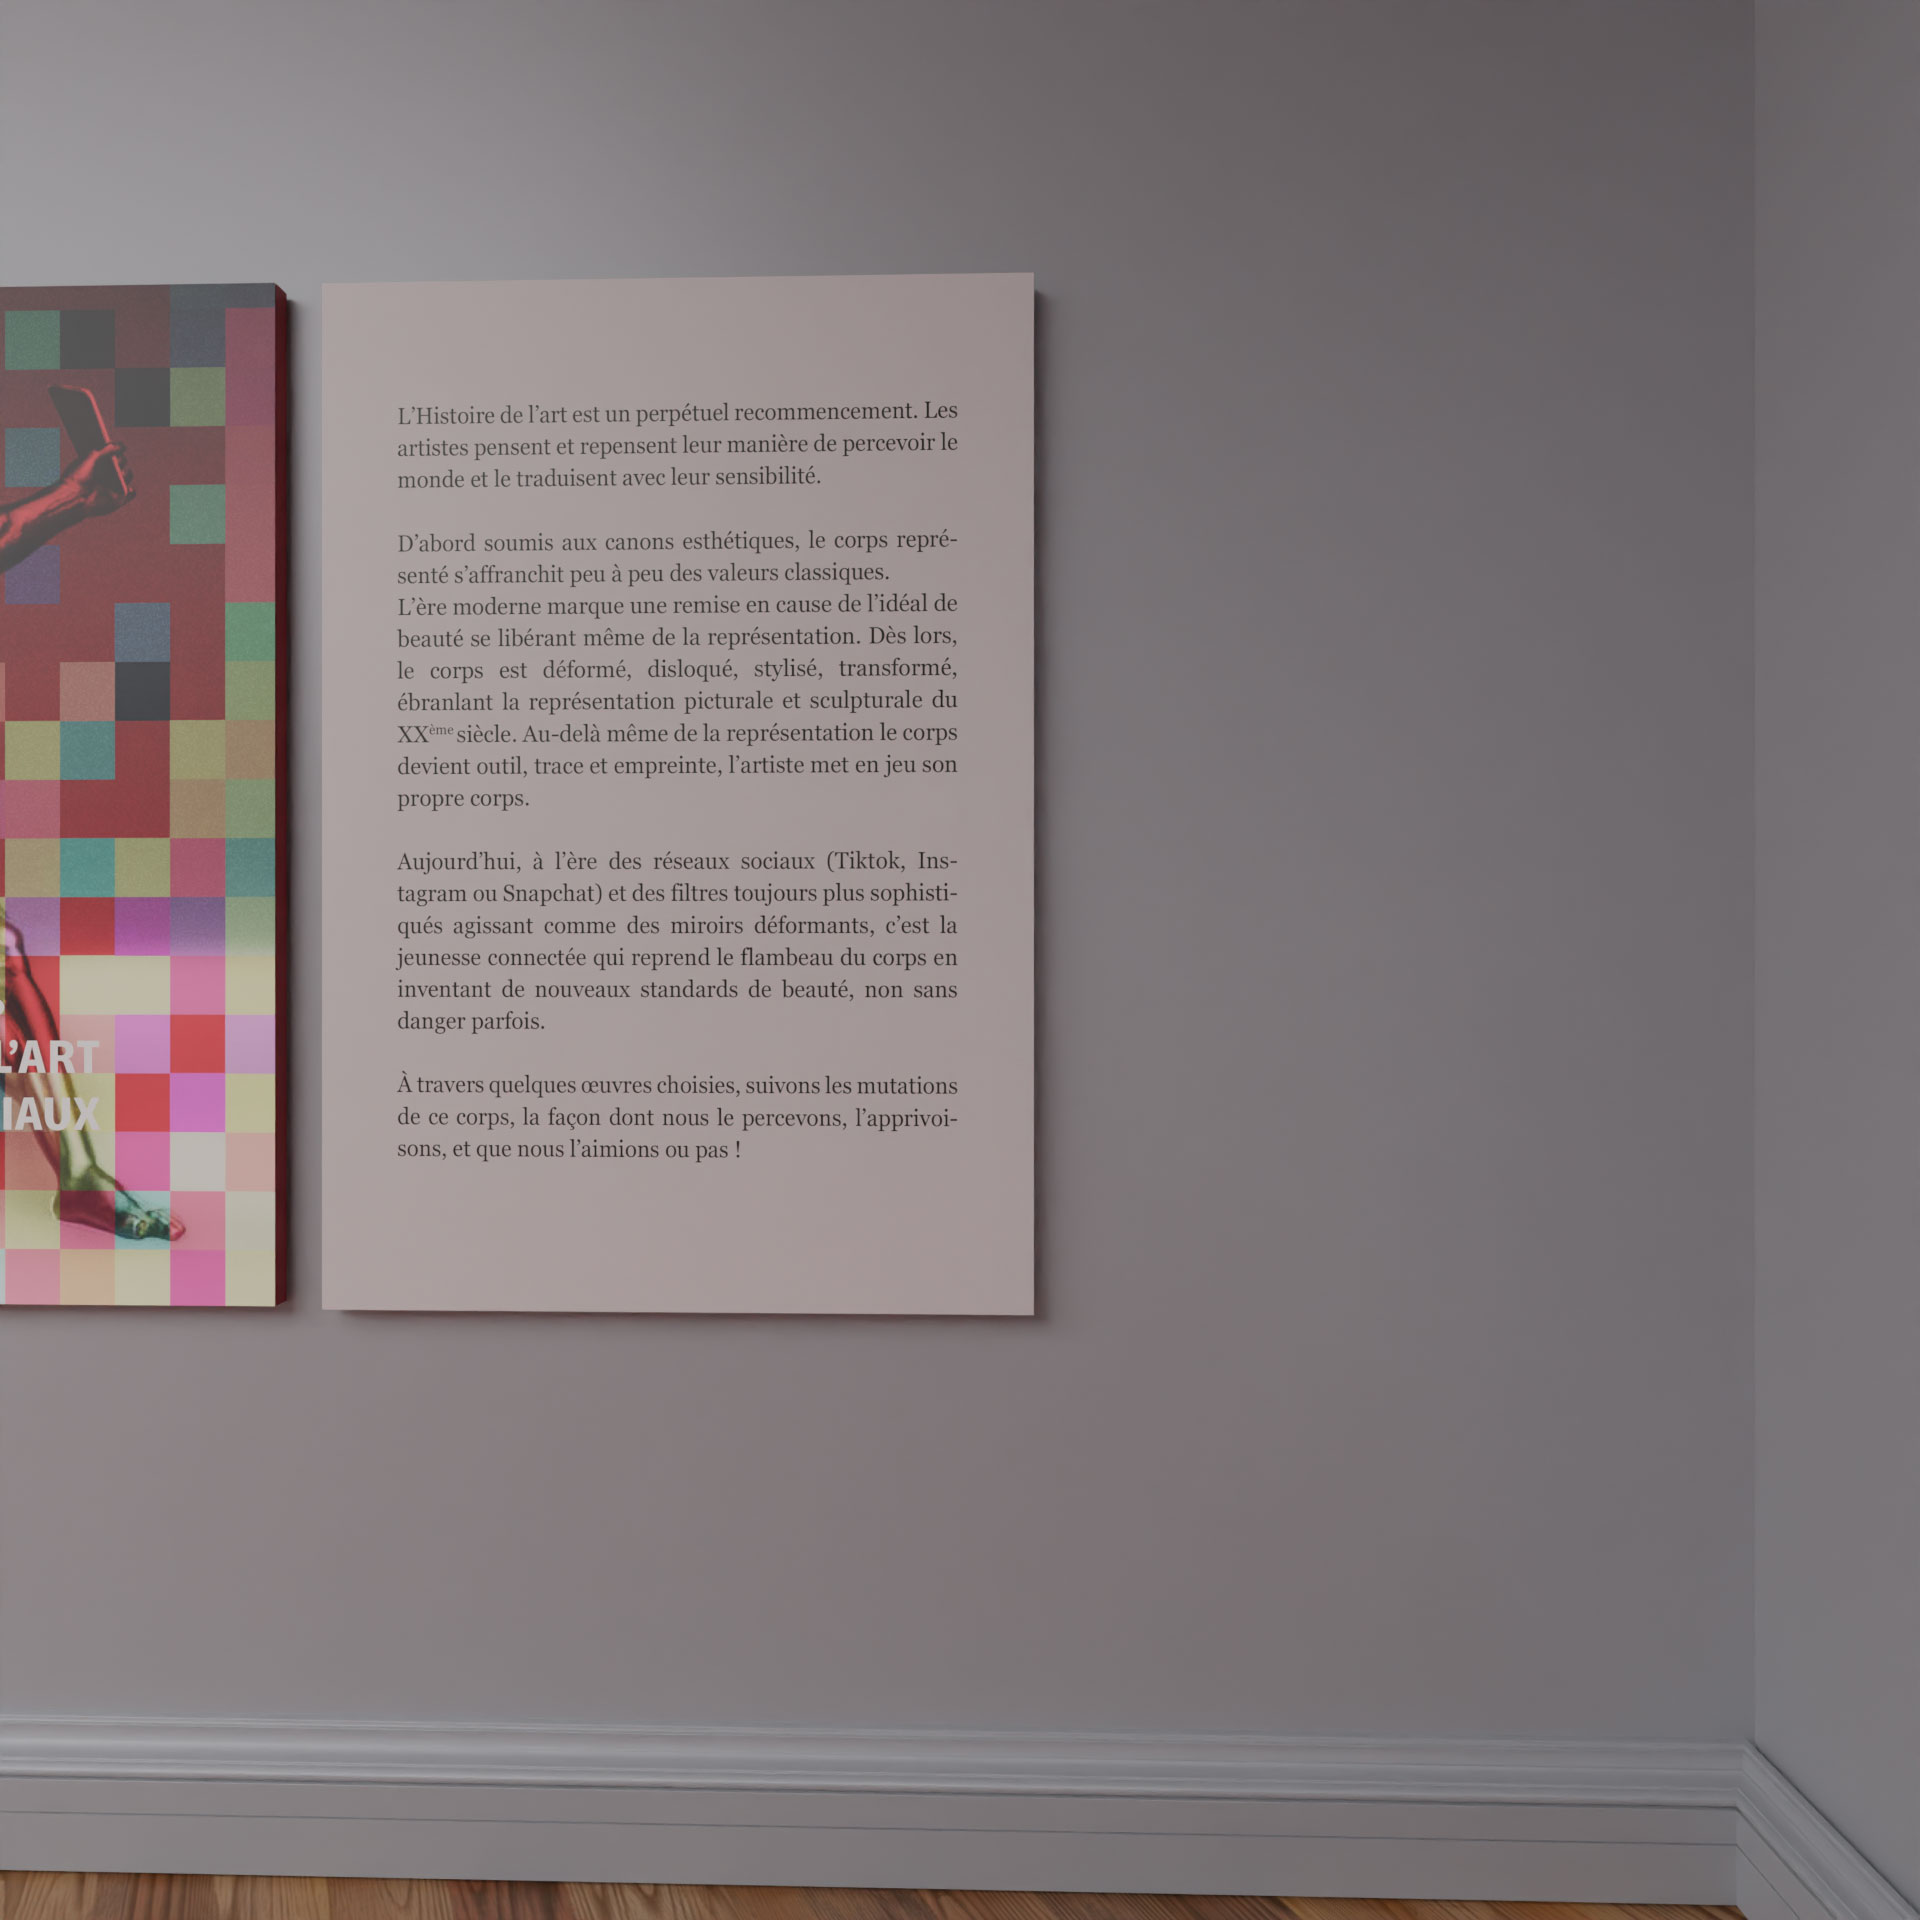 L'ART
IAUX
L’Histoire de l’art est un perpétuel recommencement. Les
artistes pensent et repensent leur manière de percevoir le
monde et le traduisent avec leur sensibilité.
D’abord soumis aux canons esthétiques, le corps repré-
senté s’affranchit peu à peu des valeurs classiques.
L’ère moderne marque une remise en cause de l’idéal de
beauté se libérant même de la représentation. Dès lors,
le corps est déformé, disloqué, stylisé, transformé,
ébranlant la représentation picturale et sculpturale du
XXème siècle. Au-delà même de la représentation le corps
devient outil, trace et empreinte, l’artiste met en jeu son
propre corps.
Aujourd’hui, à l’ère des réseaux sociaux (Tiktok, Ins-
tagram ou Snapchat) et des filtres toujours plus sophisti-
qués agissant comme des miroirs déformants, c’est la
jeunesse connectée qui reprend le flambeau du corps en
inventant de nouveaux standards de beauté, non sans
danger parfois.
À travers quelques œuvres choisies, suivons les mutations
de ce corps, la façon dont nous le percevons, l’apprivoi-
sons, et que nous l’aimions ou pas !